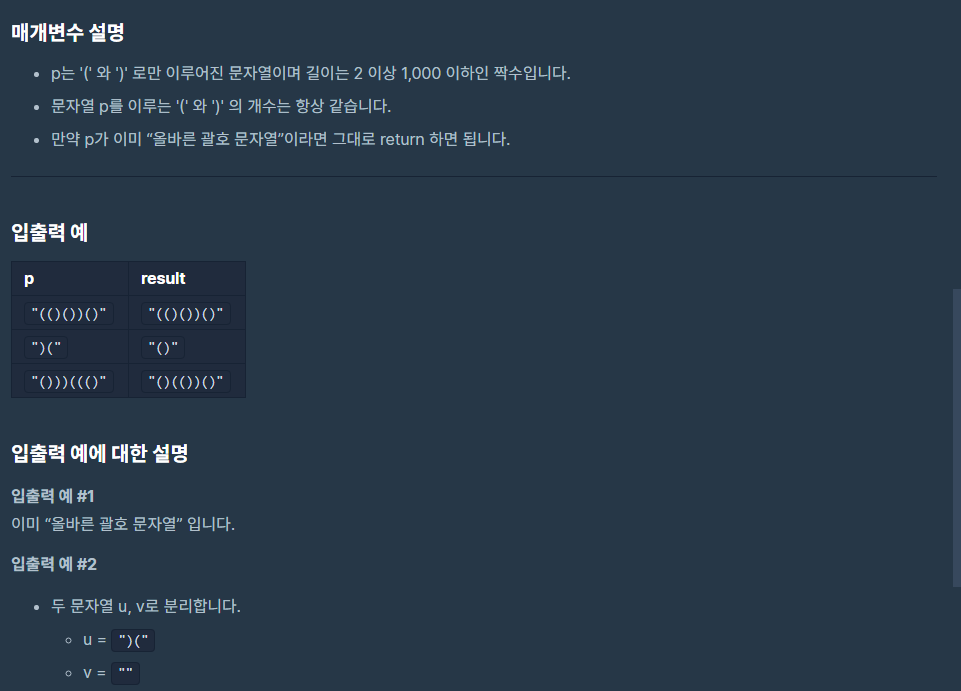 매개변수 설명
p는 '(' 와 ')' 로만 이루어진 문자열이며 길이는 2 이상 1,000 이하인 짝수입니다.
문자열 p를 이루는 '(' 와 ')' 의 개수는 항상 같습니다.
만약 p가 이미 “올바른 괄호 문자열”이라면 그대로 return 하면 됩니다.
입출력 예
p result
"(()())()" "(()())()"
")(" "()"
"()))((()" "()(())()"
입출력 예에 대한 설명
입출력 예 #1
이미 “올바른 괄호 문자열” 입니다.
입출력 예 #2
두 문자열 u, v로 분리합니다.
u = ")("
v = ""